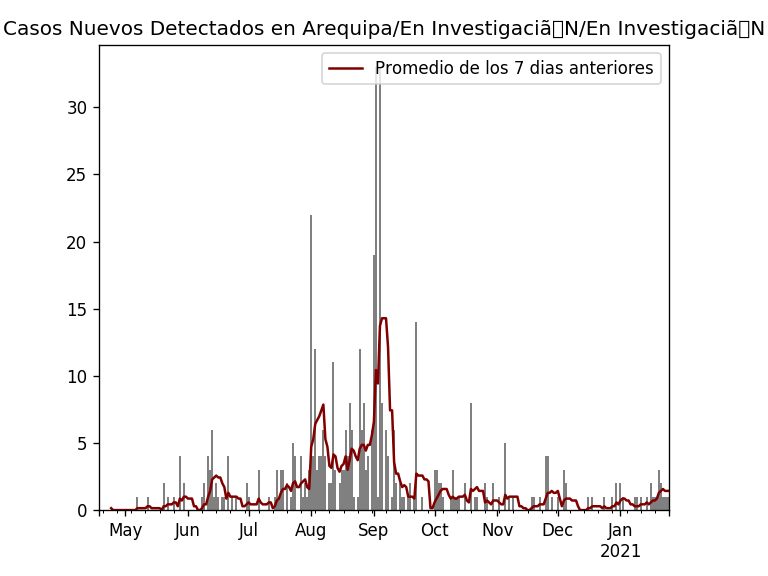 Casos Nuevos Detectados en Arequipa/En Investigaciã▯N/En Investigaciã▯N
Promedio de los 7 dias anteriores
30
25
20
15
10
5
0
May Jun Jul Aug Sep Oct Nov Dec Jan
2021